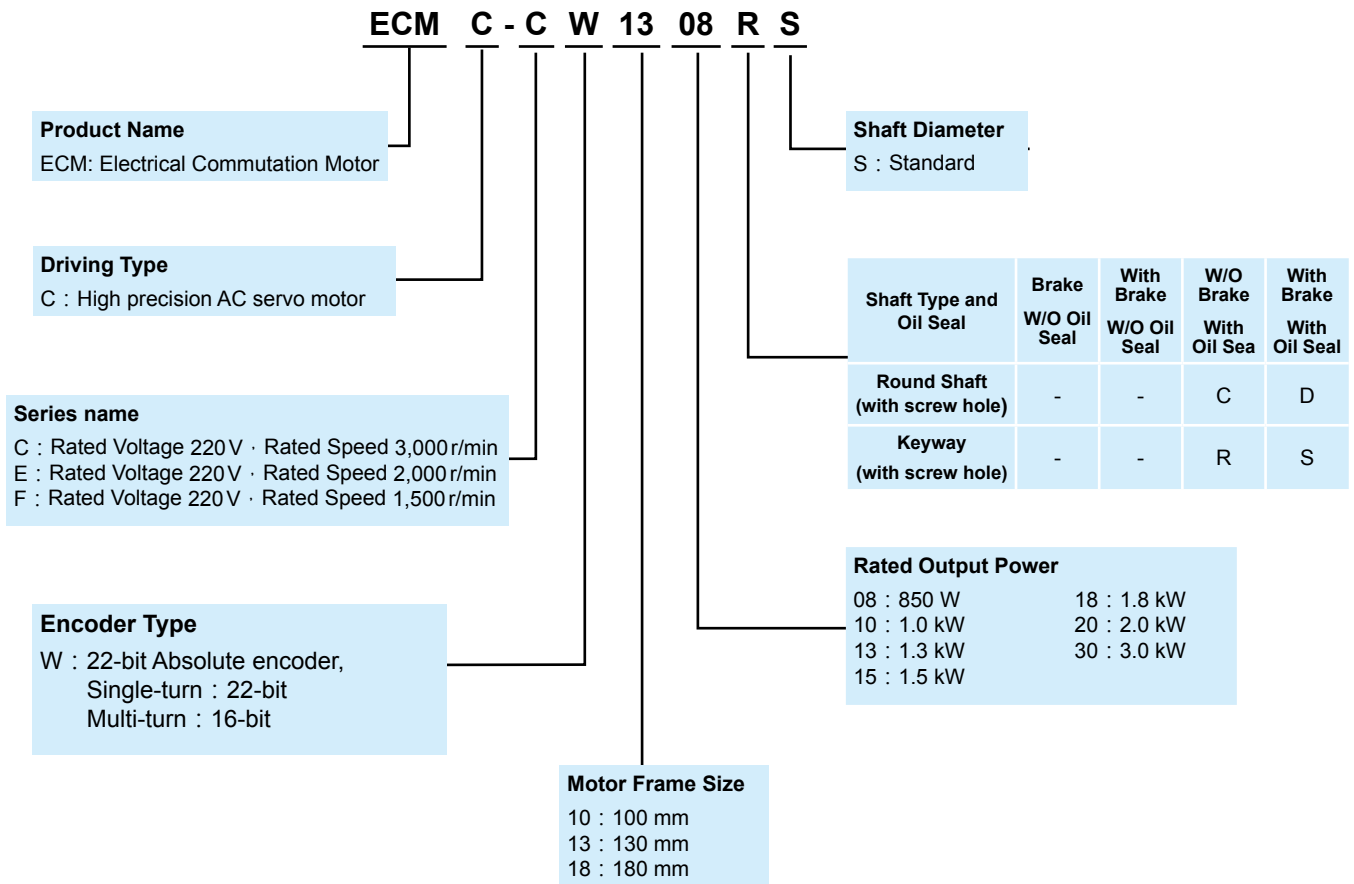 ECM C - C W 13 08 R S
Product Name
ECM: Electrical Commutation Motor
Driving Type
C : High precision AC servo motor
Series name
C : Rated Voltage 220V · Rated Speed 3,000r/min
E : Rated Voltage 220V · Rated Speed 2,000r/min
F : Rated Voltage 220V · Rated Speed 1,500r/min
Encoder Type
W : 22-bit Absolute encoder,
Single-turn : 22-bit
Multi-turn : 16-bit
Motor Frame Size
10 : 100 mm
13 : 130 mm
18 : 180 mm
Shaft Diameter
S : Standard
Shaft Type and
Oil Seal
Brake
W/O Oil
Seal
With
Brake
W/O Oil
Seal
W/O
Brake
With
Oil Sea
With
Brake
With
Oil Seal
Round Shaft
(with screw hole)
- - C D
Keyway
(with screw hole)
- - R S
Rated Output Power
08 : 850 W 18 : 1.8 kW
10 : 1.0 kW 20 : 2.0 kW
13 : 1.3 kW 30 : 3.0 kW
15 : 1.5 kW